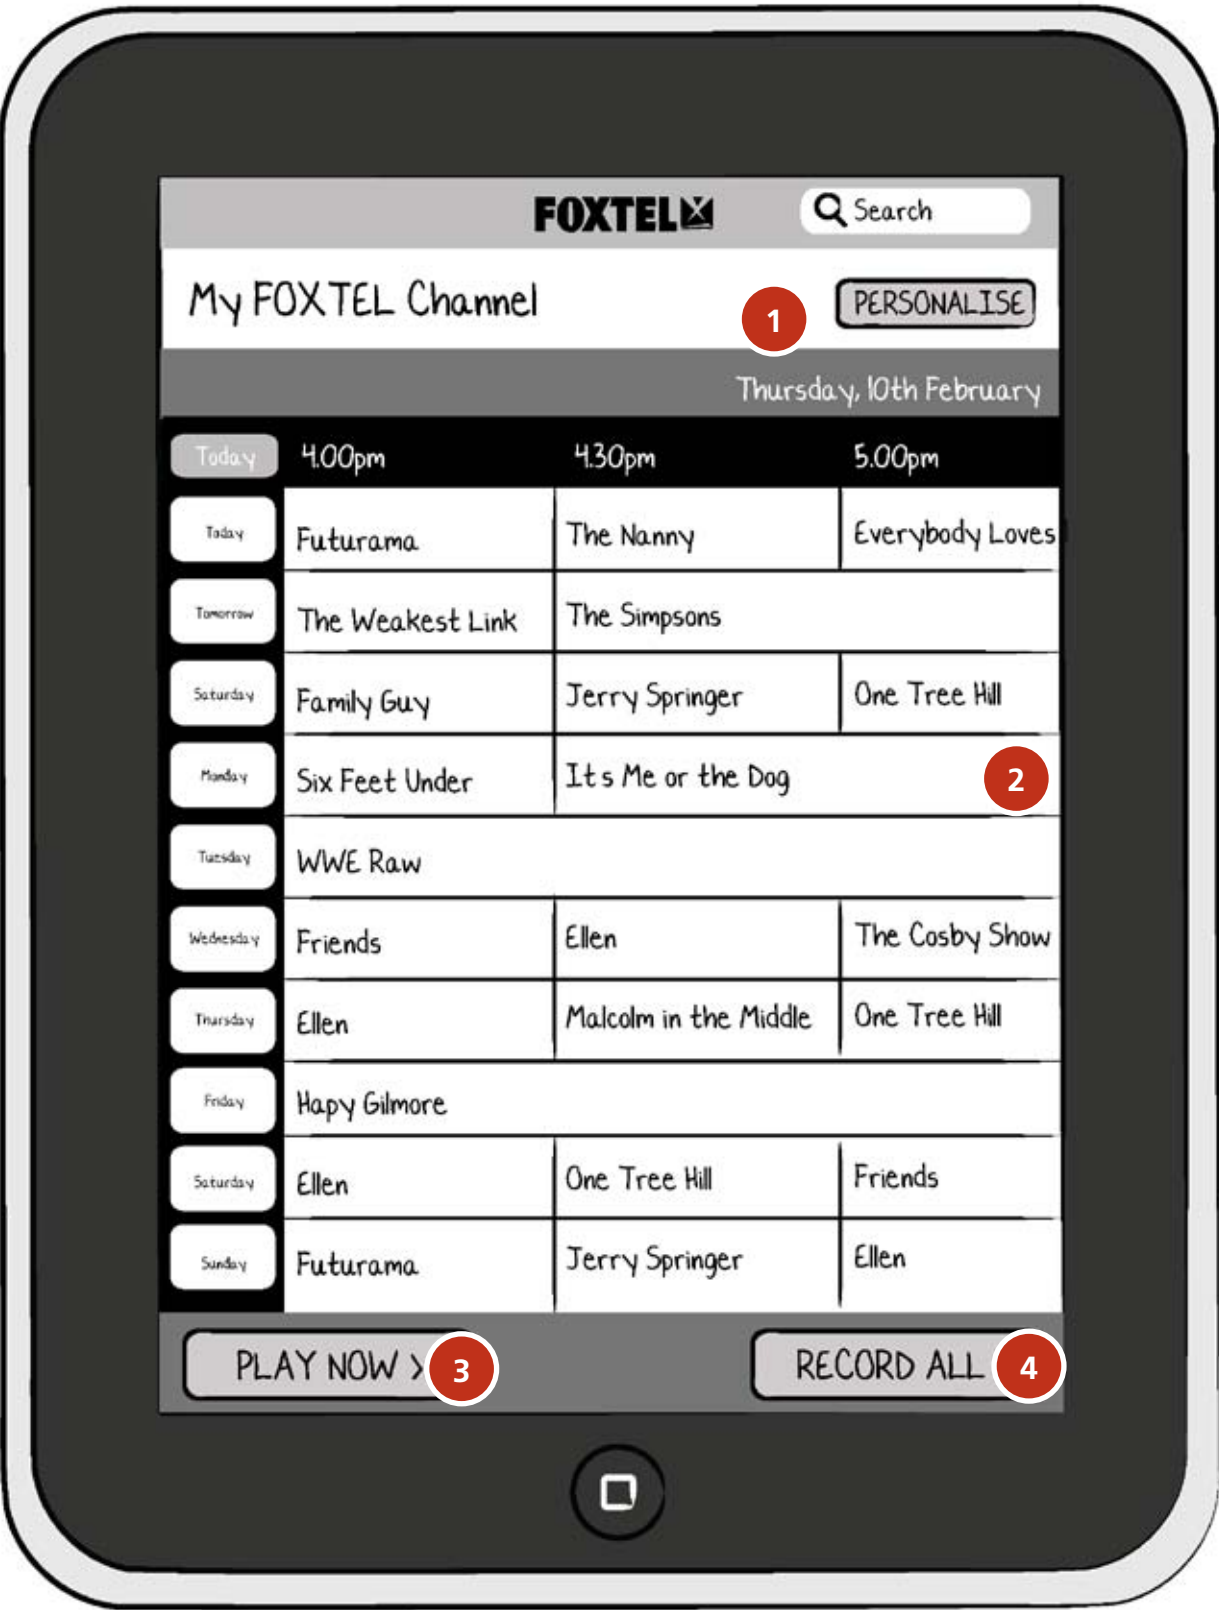 FOXTEL
Search
My FOXTEL Channel
1
PERSONALISE
Thursday, 10th February
Today 4.00pm 4.30pm 5.00pm
Today Futurama The Nanny Everybody Loves
Tomorrow The Weakest Link The Simpsons
Saturday Family Guy Jerry Springer One Tree Hill
Monday Six Feet Under Its Me or the Dog 2
Tuesday WWE Raw
Wednesday Friends Ellen The Cosby Show
Thursday Ellen Malcolm in the Middle One Tree Hill
Friday Hapy Gilmore
Saturday Ellen One Tree Hill Friends
Sunday Futurama Jerry Springer Ellen
PLAY NOW > 3 RECORD ALL 4